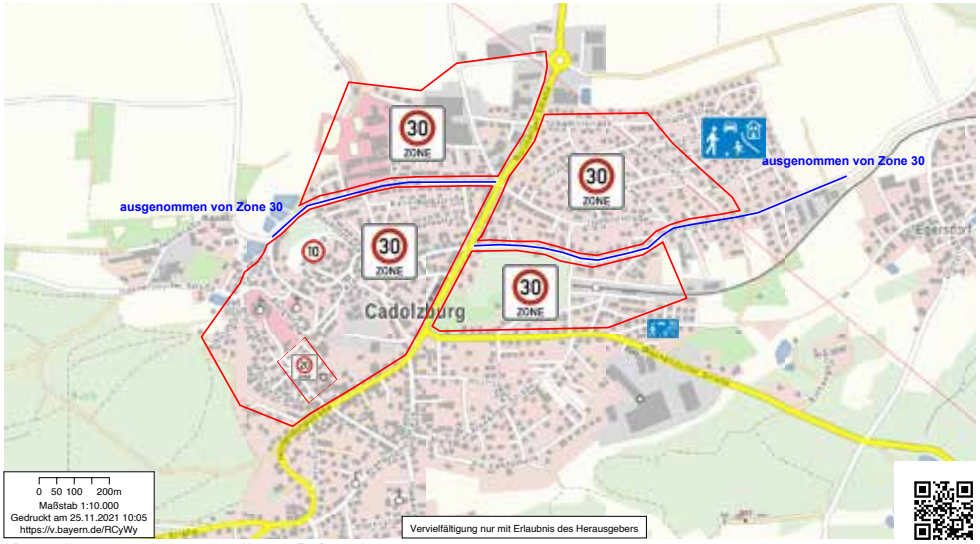 30
ZONE
30
ZONE
ausgenommen von Zone 30
ausgenommen von Zone 30
10
30
ZONE
30
ZONE
Cadolzburg
Egersdorf
20
0 50 100 200m
Maßstab 1:10.000
Gedruckt am 25.11.2021 10:05
https://v.bayern.de/RCyWy
Vervielfältigung nur mit Erlaubnis des Herausgebers